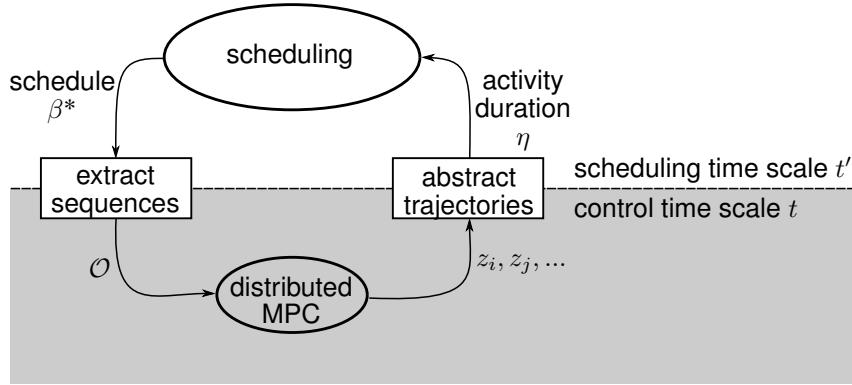 scheduling
schedule
β*
activity
duration
η
extract
sequences
abstract
trajectories
scheduling time scale t′
control time scale t
𝒪
distributed
MPC
z_i, z_j, ...